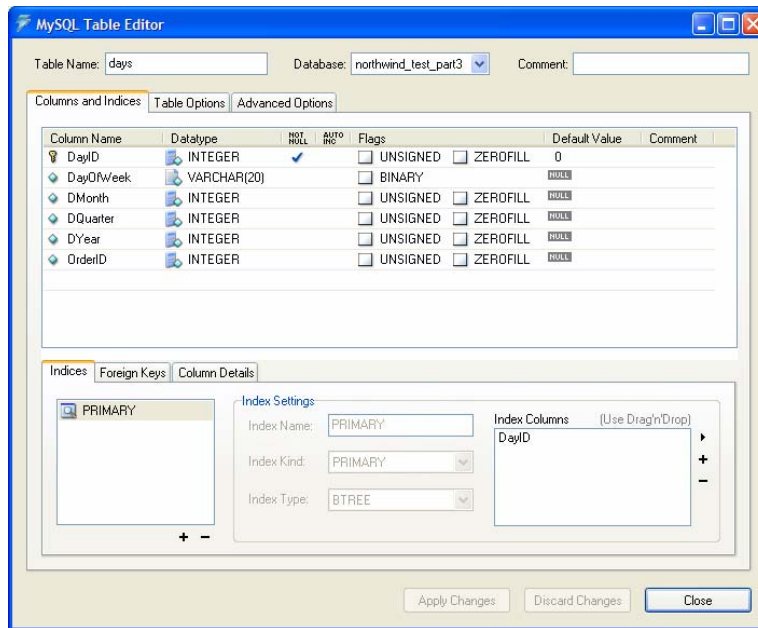 MySQL Table Editor
Table Name: days Database: northwind_test_part3 Comment:
Columns and Indices Table Options Advanced Options
Column Name Datatype NOT NULL AUTO INC Flags Default Value Comment
DayID INTEGER UNSIGNED ZEROFILL 0
DayOfWeek VARCHAR(20) BINARY NULL
DMonth INTEGER UNSIGNED ZEROFILL NULL
DQuarter INTEGER UNSIGNED ZEROFILL NULL
DYear INTEGER UNSIGNED ZEROFILL NULL
OrderID INTEGER UNSIGNED ZEROFILL NULL
Indices Foreign Keys Column Details
PRIMARY
Index Settings
Index Name: PRIMARY
Index Kind: PRIMARY
Index Type: BTREE
Index Columns (Use Drag'n'Drop)
DayID
Apply Changes Discard Changes Close